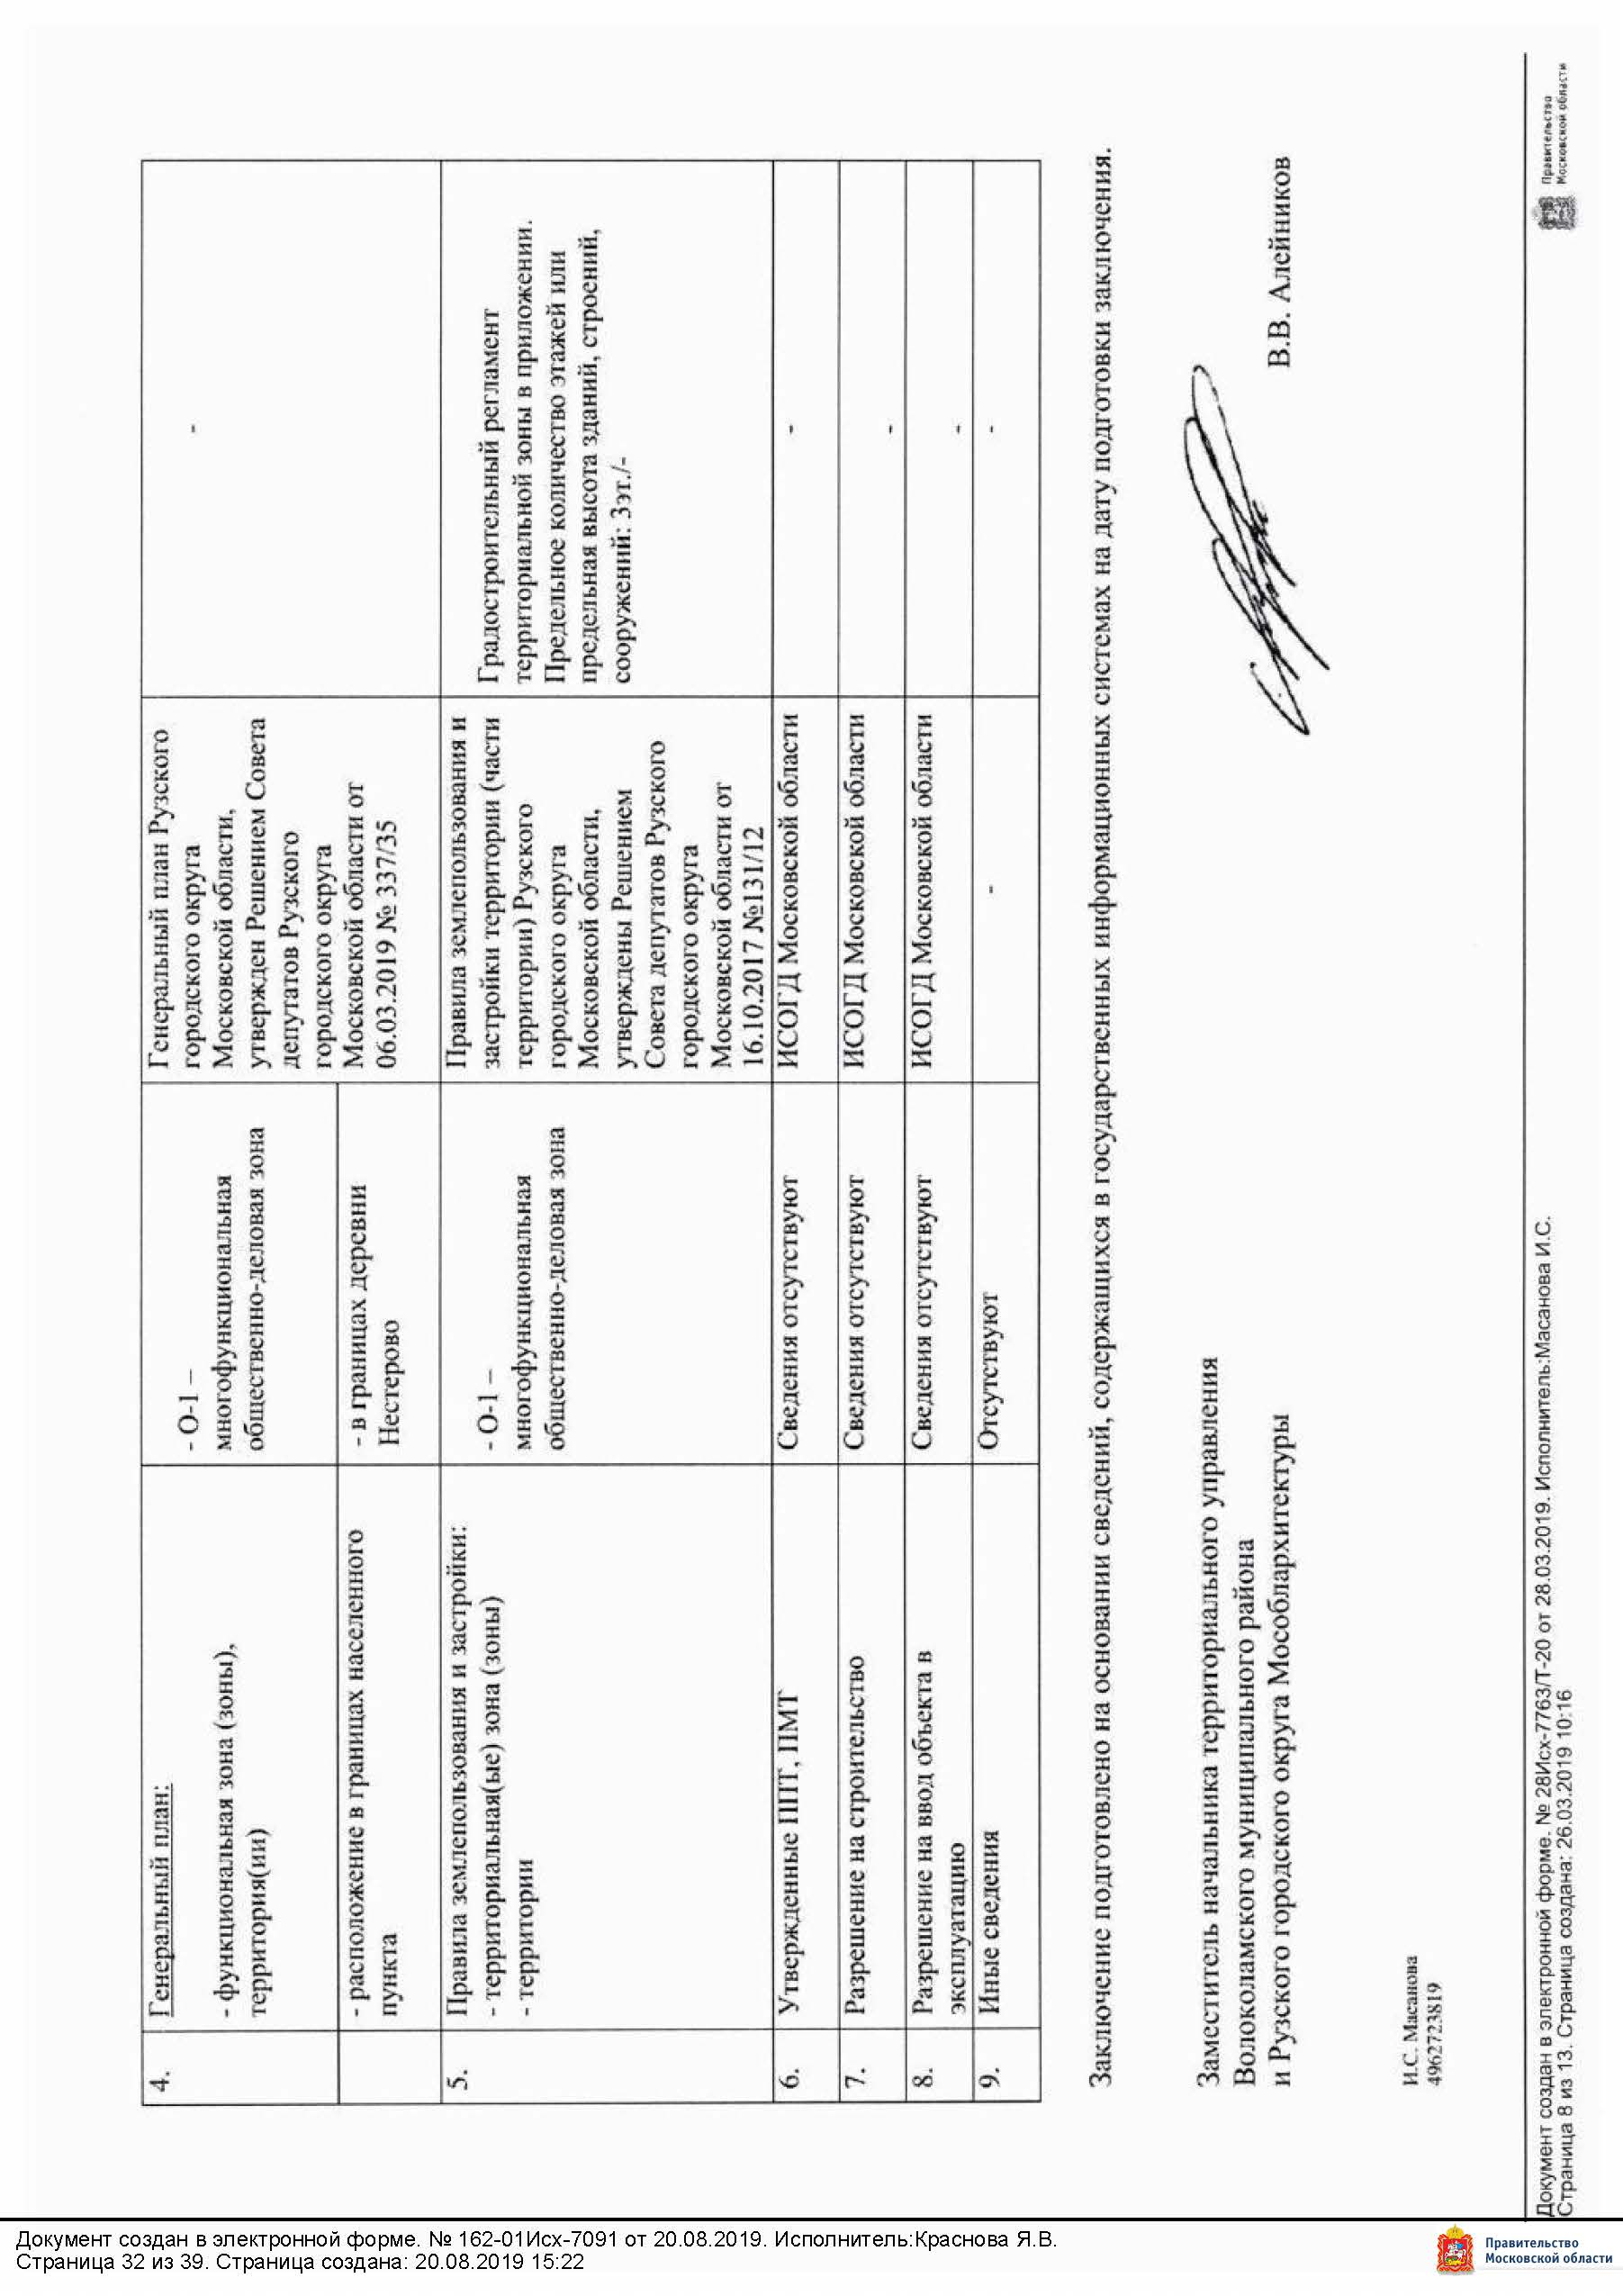 4.
Генеральный план:
- функциональная зона (зоны),
территория(ии)
- О-1 –
многофункциональная
общественно-деловая зона
Генеральный план Рузского
городского округа
Московской области,
утвержден Решением Совета
депутатов Рузского
городского округа
Московской области от
06.03.2019 № 337/35
-
- расположение в границах населенного
пункта
- в границах деревни
Нестерово
5.
Правила землепользования и застройки:
- территориальная(ые) зона (зоны)
- территории
- О-1 –
многофункциональная
общественно-деловая зона
Правила землепользования и
застройки территории (части
территории) Рузского
городского округа
Московской области,
утверждены Решением
Совета депутатов Рузского
городского округа
Московской области от
16.10.2017 №131/12
Градостроительный регламент
территориальной зоны в приложении.
Предельное количество этажей или
предельная высота зданий, строений,
сооружений: 3эт./-
6.
Утвержденные ППТ, ПМТ
Сведения отсутствуют
ИСОГД Московской области
-
7.
Разрешение на строительство
Сведения отсутствуют
ИСОГД Московской области
-
8.
Разрешение на ввод объекта в
эксплуатацию
Сведения отсутствуют
ИСОГД Московской области
-
9.
Иные сведения
Отсутствуют
-
-
Заключение подготовлено на основании сведений, содержащихся в государственных информационных системах на дату подготовки заключения.
Заместитель начальника территориального управления
Волоколамского муниципального района
и Рузского городского округа Мособлархитектуры
В.В. Алейников
И.С. Масанова
4962723819
Документ создан в электронной форме. № 28Исх-7763/Т-20 от 28.03.2019. Исполнитель:Масанова И.С.
Страница 8 из 13. Страница создана: 26.03.2019 10:16
Правительство
Московской области
Документ создан в электронной форме. № 162-01Исх-7091 от 20.08.2019. Исполнитель:Краснова Я.В.
Страница 32 из 39. Страница создана: 20.08.2019 15:22
Правительство
Московской области